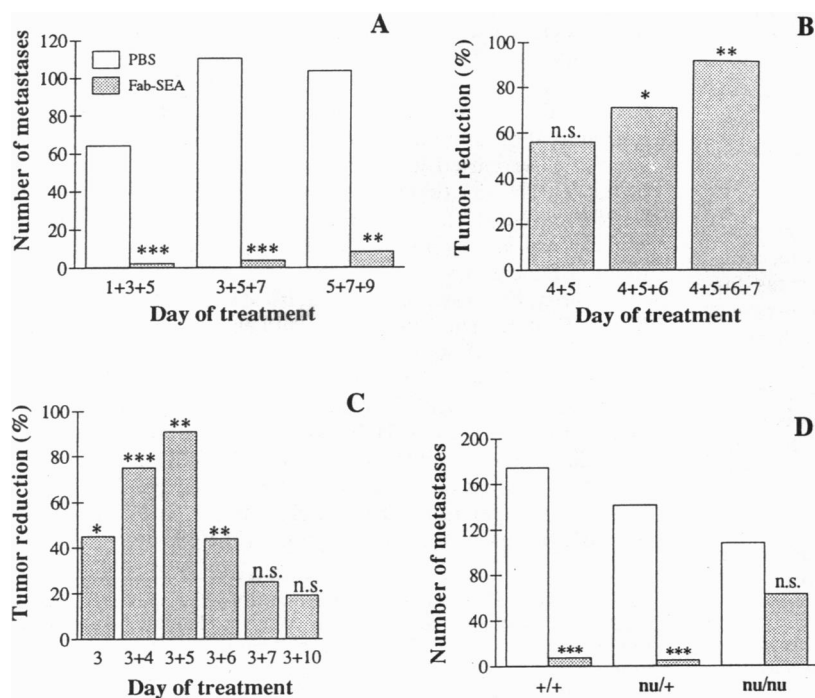 A
Number of metastases
120
100
80
60
40
20
0
PBS
Fab-SEA
***
***
**
1+3+5
3+5+7
5+7+9
Day of treatment
B
Tumor reduction (%)
100
80
60
40
20
0
n.s.
*
**
4+5
4+5+6
4+5+6+7
Day of treatment
C
Tumor reduction (%)
100
80
60
40
20
0
*
***
**
**
n.s.
n.s.
3
3+4
3+5
3+6
3+7
3+10
Day of treatment
D
Number of metastases
200
160
120
80
40
0
***
***
n.s.
+/+
nu/+
nu/nu